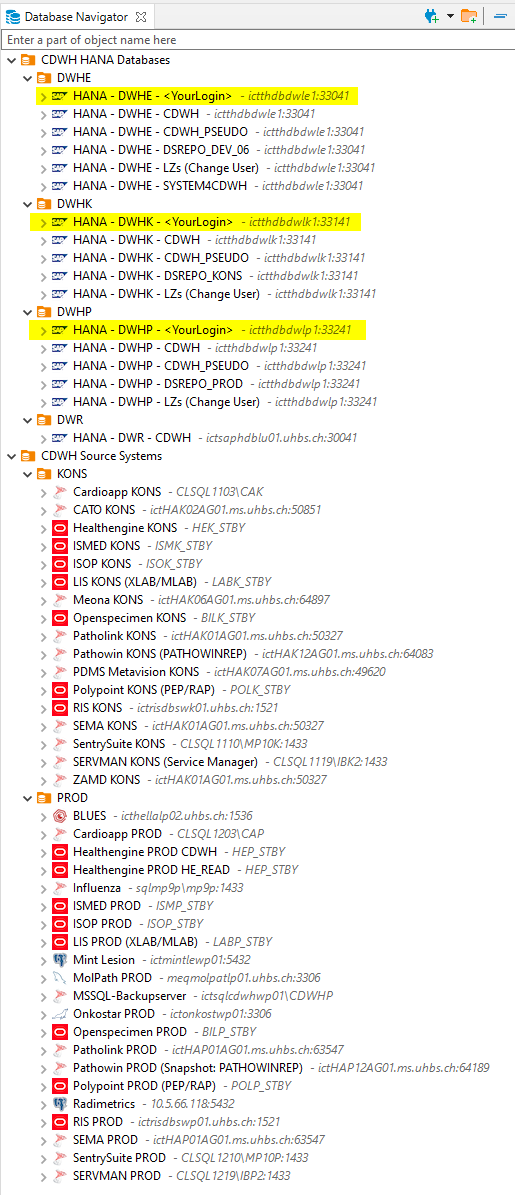 Database Navigator
Enter a part of object name here
CDWH HANA Databases
DWHE
HANA - DWHE - <YourLogin> - ictthdbdwle1:33041
HANA - DWHE - CDWH - ictthdbdwle1:33041
HANA - DWHE - CDWH_PSEUDO - ictthdbdwle1:33041
HANA - DWHE - DSREPO_DEV_06 - ictthdbdwle1:33041
HANA - DWHE - LZs (Change User) - ictthdbdwle1:33041
HANA - DWHE - SYSTEM4CDWH - ictthdbdwle1:33041
DWHK
HANA - DWHK - <YourLogin> - ictthdbdwlk1:33141
HANA - DWHK - CDWH - ictthdbdwlk1:33141
HANA - DWHK - CDWH_PSEUDO - ictthdbdwlk1:33141
HANA - DWHK - DSREPO_KONS - ictthdbdwlk1:33141
HANA - DWHK - LZs (Change User) - ictthdbdwlk1:33141
DWHP
HANA - DWHP - <YourLogin> - ictthdbdwlp1:33241
HANA - DWHP - CDWH - ictthdbdwlp1:33241
HANA - DWHP - CDWH_PSEUDO - ictthdbdwlp1:33241
HANA - DWHP - DSREPO_PROD - ictthdbdwlp1:33241
HANA - DWHP - LZs (Change User) - ictthdbdwlp1:33241
DWR
HANA - DWR - CDWH - ictsaphdblu01.uhbs.ch:30041
CDWH Source Systems
KONS
Cardioapp KONS - CLSQL1103\CAK
CATO KONS - ictHAK02AG01.ms.uhbs.ch:50851
Healthengine KONS - HEK_STBY
ISMED KONS - ISMK_STBY
ISOP KONS - ISOK_STBY
LIS KONS (XLAB/MLAB) - LABK_STBY
Meona KONS - ictHAK06AG01.ms.uhbs.ch:64897
Openspecimen KONS - BILK_STBY
Patholink KONS - ictHAK01AG01.ms.uhbs.ch:50327
Pathowin KONS (PATHOWINREP) - ictHAK12AG01.ms.uhbs.ch:64083
PDMS Metavision KONS - ictHAK07AG01.ms.uhbs.ch:49620
Polypoint KONS (PEP/RAP) - POLK_STBY
RIS KONS - ictrisdbswk01.uhbs.ch:1521
SEMA KONS - ictHAK01AG01.ms.uhbs.ch:50327
SentrySuite KONS - CLSQL1110\MP10K:1433
SERVMAN KONS (Service Manager) - CLSQL1119\IBK2:1433
ZAMD KONS - ictHAK01AG01.ms.uhbs.ch:50327
PROD
BLUES - icthellalp02.uhbs.ch:1536
Cardioapp PROD - CLSQL1203\CAP
Healthengine PROD CDWH - HEP_STBY
Healthengine PROD HE_READ - HEP_STBY
Influenza - sqlmp9p\mp9p:1433
ISMED PROD - ISMP_STBY
ISOP PROD - ISOP_STBY
LIS PROD (XLAB/MLAB) - LABP_STBY
Mint Lesion - ictmintlewp01:5432
MolPath PROD - meqmolpatlp01.uhbs.ch:3306
MSSQL-Backupserver - ictsqlcdwhwp01\CDWHP
Onkostar PROD - ictonkostwp01:3306
Openspecimen PROD - BILP_STBY
Patholink PROD - ictHAP01AG01.ms.uhbs.ch:63547
Pathowin PROD (Snapshot: PATHOWINREP) - ictHAP12AG01.ms.uhbs.ch:64189
Polypoint PROD (PEP/RAP) - POLP_STBY
Radimetrics - 10.5.66.118:5432
RIS PROD - ictrisdbswp01.uhbs.ch:1521
SEMA PROD - ictHAP01AG01.ms.uhbs.ch:63547
SentrySuite PROD - CLSQL1210\MP10P:1433
SERVMAN PROD - CLSQL1219\IBP2:1433